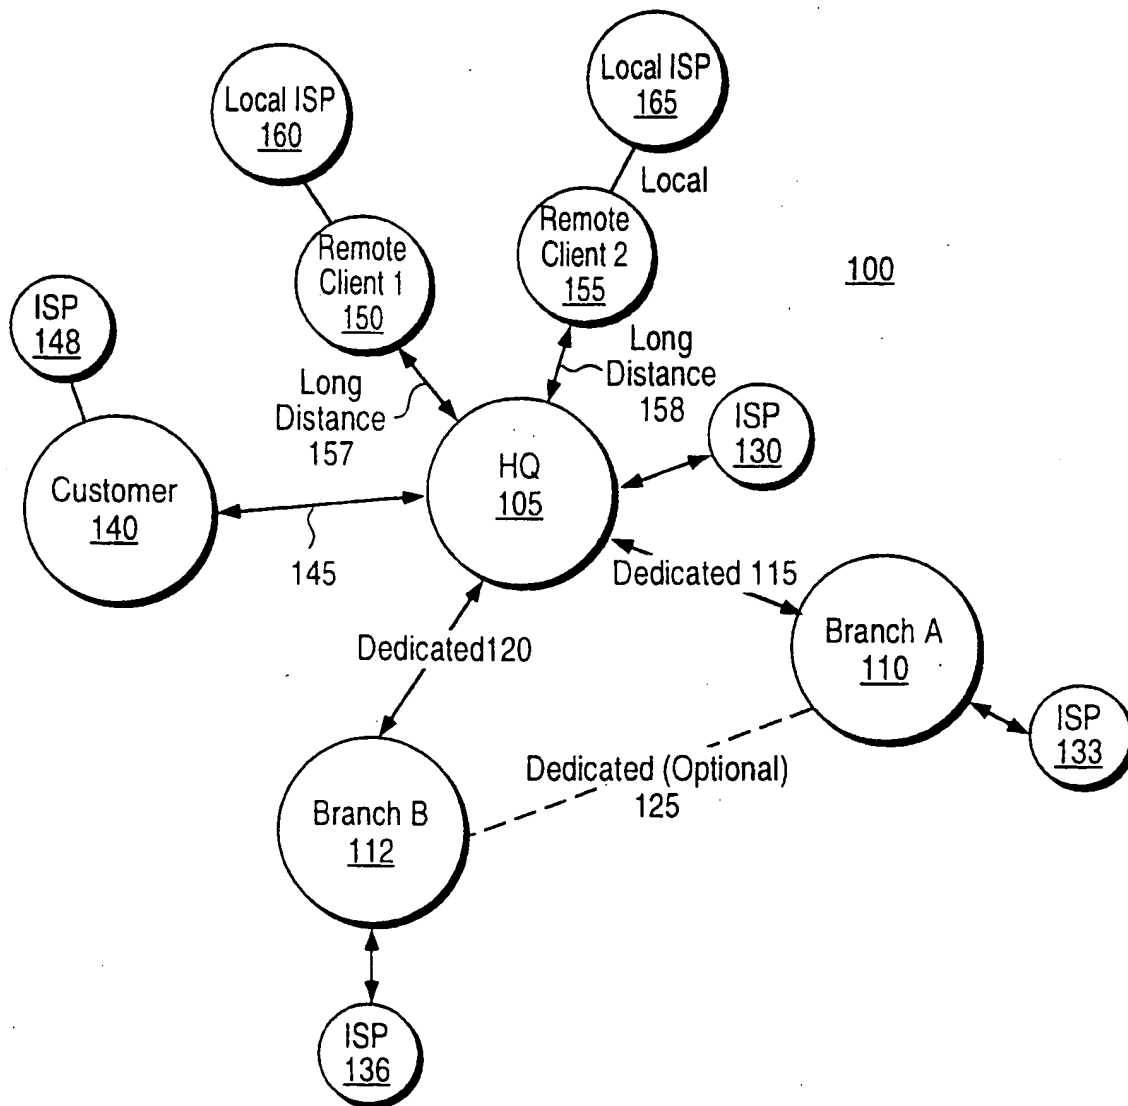 Local ISP
160
Local ISP
165
Local
Remote
Client 1
150
Remote
Client 2
155
100
ISP
148
Long
Distance
157
Long
Distance
158
ISP
130
Customer
140
HQ
105
145
Dedicated 115
Dedicated120
Branch A
110
ISP
133
Dedicated (Optional)
125
Branch B
112
ISP
136